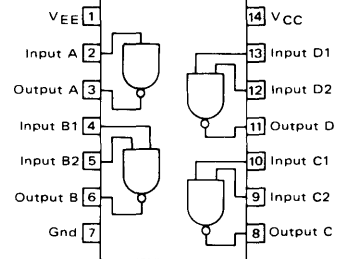 VEE 1
Input A 2
Output A 3
Input B1 4
Input B2 5
Output B 6
Gnd 7
14 VCC
13 Input D1
12 Input D2
11 Output D
10 Input C1
9 Input C2
8 Output C